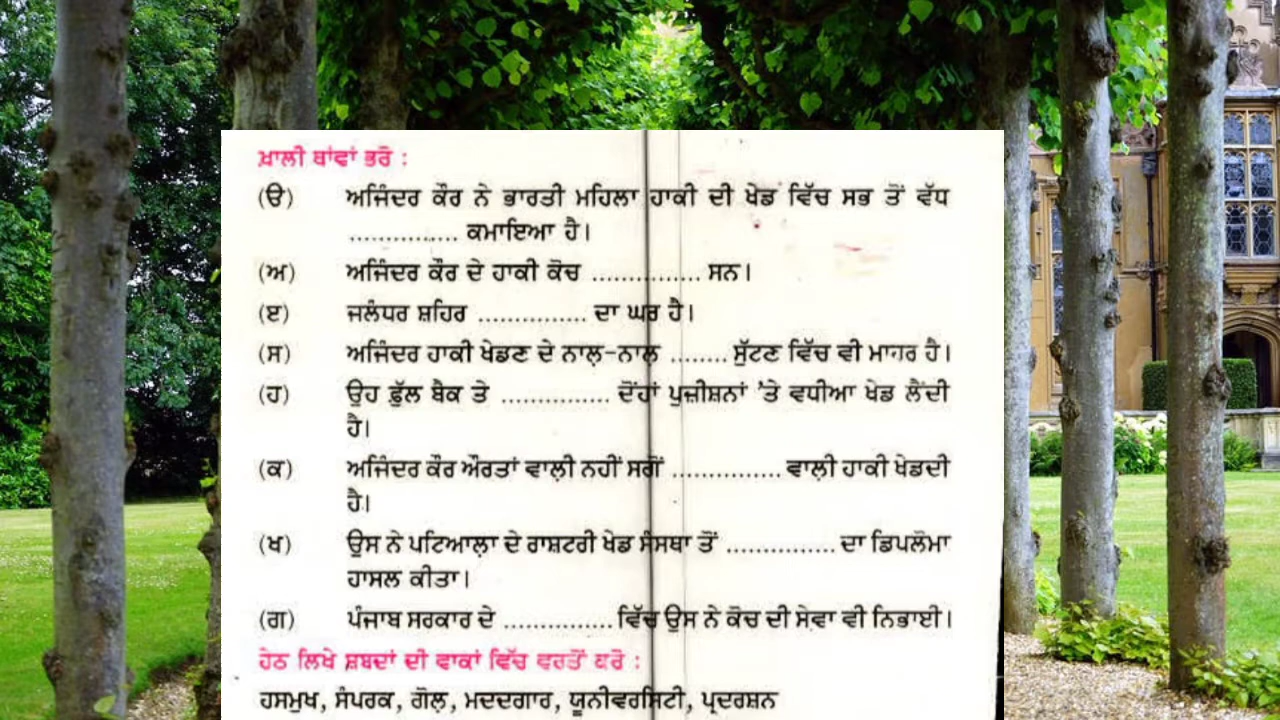 ਖ਼ਾਲੀ ਥਾਂਵਾਂ ਭਰੋ :
(ੳ) ਅਜਿੰਦਰ ਕੌਰ ਨੇ ਭਾਰਤੀ ਮਹਿਲਾ ਹਾਕੀ ਦੀ ਖੇਡ ਵਿੱਚ ਸਭ ਤੋਂ ਵੱਧ
............... ਕਮਾਇਆ ਹੈ।
(ਅ) ਅਜਿੰਦਰ ਕੌਰ ਦੇ ਹਾਕੀ ਕੋਚ ............... ਸਨ।
(ੲ) ਜਲੰਧਰ ਸ਼ਹਿਰ ............... ਦਾ ਘਰ ਹੈ।
(ਸ) ਅਜਿੰਦਰ ਹਾਕੀ ਖੇਡਣ ਦੇ ਨਾਲ਼-ਨਾਲ਼ ........ ਸੁੱਟਣ ਵਿੱਚ ਵੀ ਮਾਹਰ ਹੈ।
(ਹ) ਉਹ ਫ਼ੁੱਲ ਬੈਕ ਤੇ ............... ਦੋਂਹਾਂ ਪੁਜ਼ੀਸ਼ਨਾਂ 'ਤੇ ਵਧੀਆ ਖੇਡ ਲੈਂਦੀ
ਹੈ।
(ਕ) ਅਜਿੰਦਰ ਕੌਰ ਔਰਤਾਂ ਵਾਲ਼ੀ ਨਹੀਂ ਸਗੋਂ ............... ਵਾਲ਼ੀ ਹਾਕੀ ਖੇਡਦੀ
ਹੈ।
(ਖ) ਉਸ ਨੇ ਪਟਿਆਲ਼ਾ ਦੇ ਰਾਸ਼ਟਰੀ ਖੇਡ ਸੰਸਥਾ ਤੋਂ ............... ਦਾ ਡਿਪਲੋਮਾ
ਹਾਸਲ ਕੀਤਾ।
(ਗ) ਪੰਜਾਬ ਸਰਕਾਰ ਦੇ ............... ਵਿੱਚ ਉਸ ਨੇ ਕੋਚ ਦੀ ਸੇਵਾ ਵੀ ਨਿਭਾਈ।
ਹੇਠ ਲਿਖੇ ਸ਼ਬਦਾਂ ਦੀ ਵਾਕਾਂ ਵਿੱਚ ਵਰਤੋਂ ਕਰੋ :
ਹਸਮੁਖ, ਸੰਪਰਕ, ਗੋਲ਼, ਮਦਦਗਾਰ, ਯੂਨੀਵਰਸਿਟੀ, ਪ੍ਰਦਰਸ਼ਨ